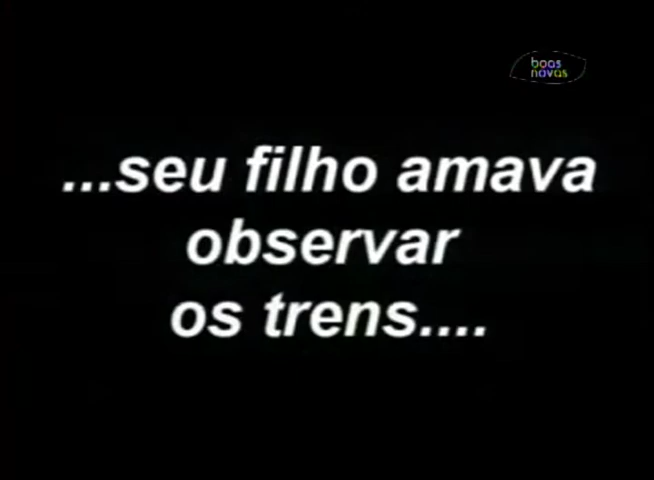 boas
novas
...seu filho amava
observar
os trens....